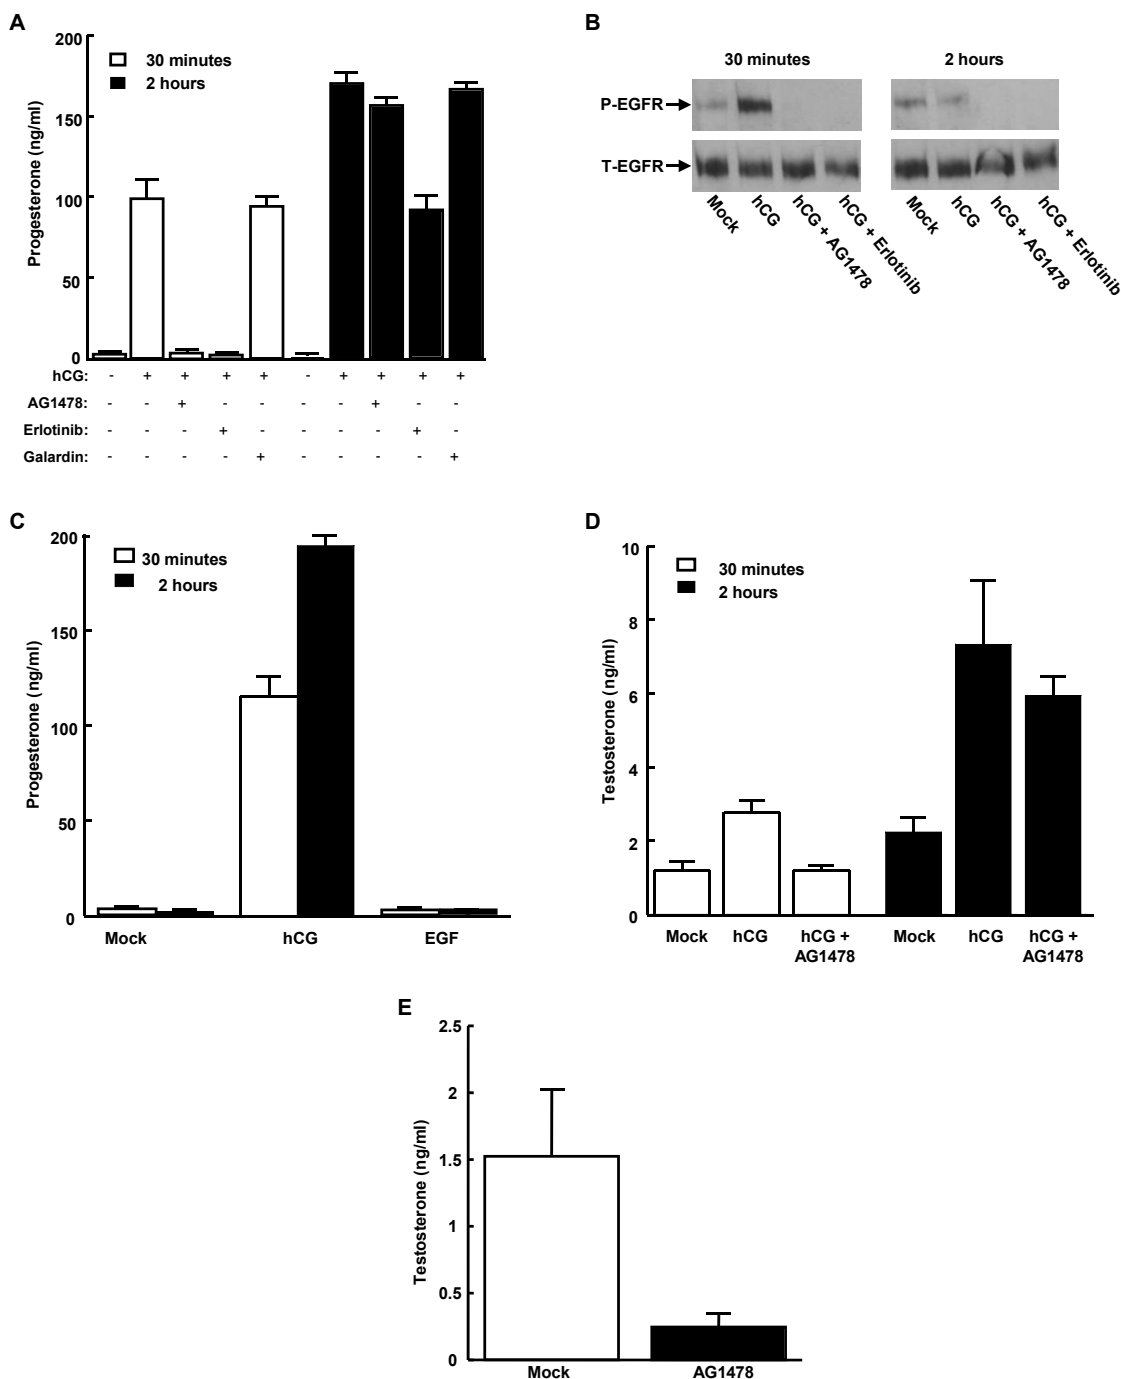 A
200
150
100
50
0
Progesterone (ng/ml)
30 minutes
2 hours
hCG: - + + + + - + + + +
AG1478: - - + - - - - + - -
Erlotinib: - - - + - - - - + -
Galardin: - - - - + - - - - +
B
30 minutes 2 hours
P-EGFR
T-EGFR
Mock
hCG
hCG + AG1478
hCG + Erlotinib
Mock
hCG
hCG + AG1478
hCG + Erlotinib
C
200
150
100
50
0
Progesterone (ng/ml)
30 minutes
2 hours
Mock hCG EGF
D
10
8
6
4
2
0
Testosterone (ng/ml)
30 minutes
2 hours
Mock hCG hCG + Mock hCG hCG +
AG1478 AG1478
E
2.5
2
1.5
1
0.5
0
Testosterone (ng/ml)
Mock AG1478